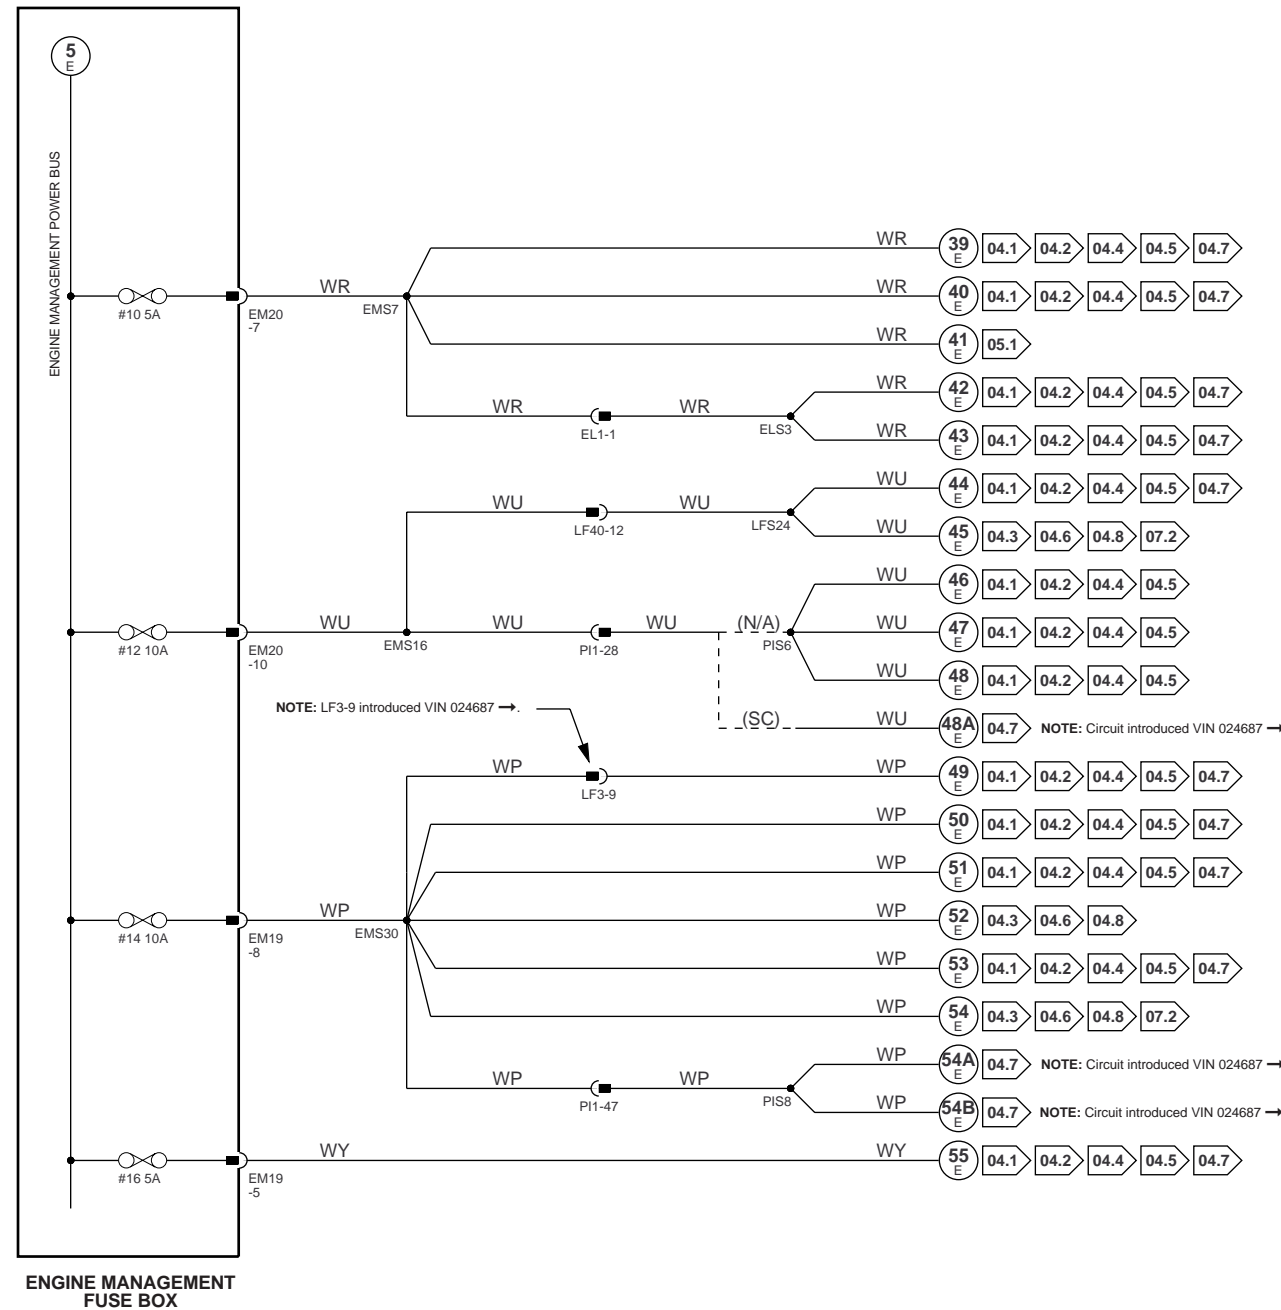 5
E
ENGINE MANAGEMENT POWER BUS
WR 39 E 04.1 04.2 04.4 04.5 04.7
#10 5A EM20 -7 WR EMS7 WR 40 E 04.1 04.2 04.4 04.5 04.7
WR 41 E 05.1
WR 42 E 04.1 04.2 04.4 04.5 04.7
WR EL1-1 WR ELS3
WR 43 E 04.1 04.2 04.4 04.5 04.7
WU 44 E 04.1 04.2 04.4 04.5 04.7
WU LF40-12 WU LFS24
WU 45 E 04.3 04.6 04.8 07.2
WU 46 E 04.1 04.2 04.4 04.5
#12 10A EM20 -10 WU EMS16 WU PI1-28 WU (N/A) PIS6 WU 47 E 04.1 04.2 04.4 04.5
WU 48 E 04.1 04.2 04.4 04.5
NOTE: LF3-9 introduced VIN 024687 →.
(SC) WU 48A E 04.7 NOTE: Circuit introduced VIN 024687 →
WP LF3-9 WP 49 E 04.1 04.2 04.4 04.5 04.7
WP 50 E 04.1 04.2 04.4 04.5 04.7
WP 51 E 04.1 04.2 04.4 04.5 04.7
#14 10A EM19 -8 WP EMS30 WP 52 E 04.3 04.6 04.8
WP 53 E 04.1 04.2 04.4 04.5 04.7
WP 54 E 04.3 04.6 04.8 07.2
WP 54A E 04.7 NOTE: Circuit introduced VIN 024687 →
WP PI1-47 WP PIS8
WP 54B E 04.7 NOTE: Circuit introduced VIN 024687 →
#16 5A EM19 -5 WY WY 55 E 04.1 04.2 04.4 04.5 04.7
ENGINE MANAGEMENT
FUSE BOX